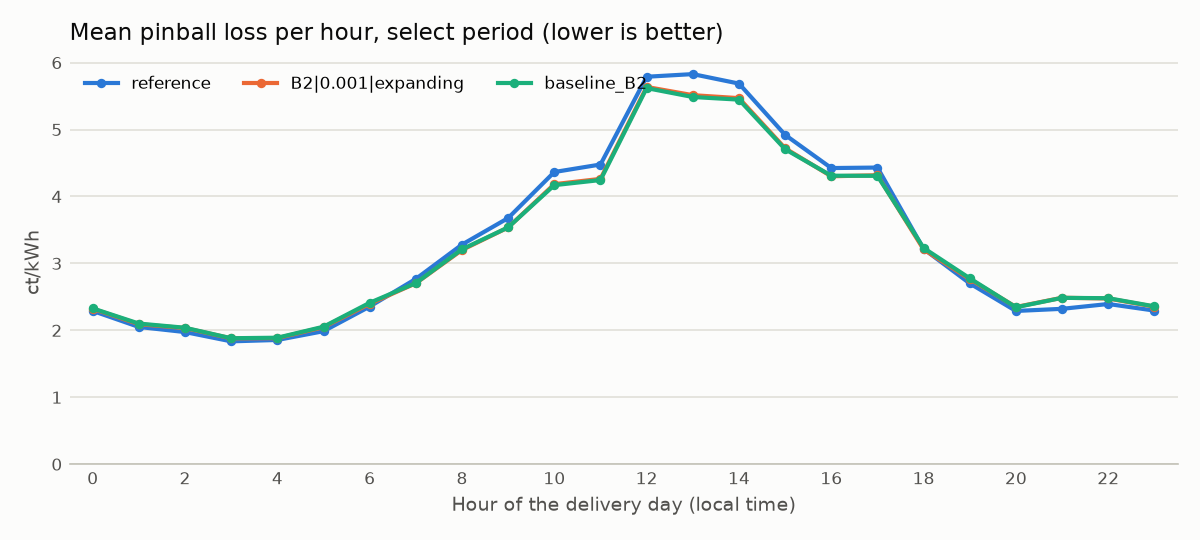 Mean pinball loss per hour, select period (lower is better)
reference B2|0.001|expanding baseline_B2
6
5
4
3
2
1
0
ct/kWh
0 2 4 6 8 10 12 14 16 18 20 22
Hour of the delivery day (local time)